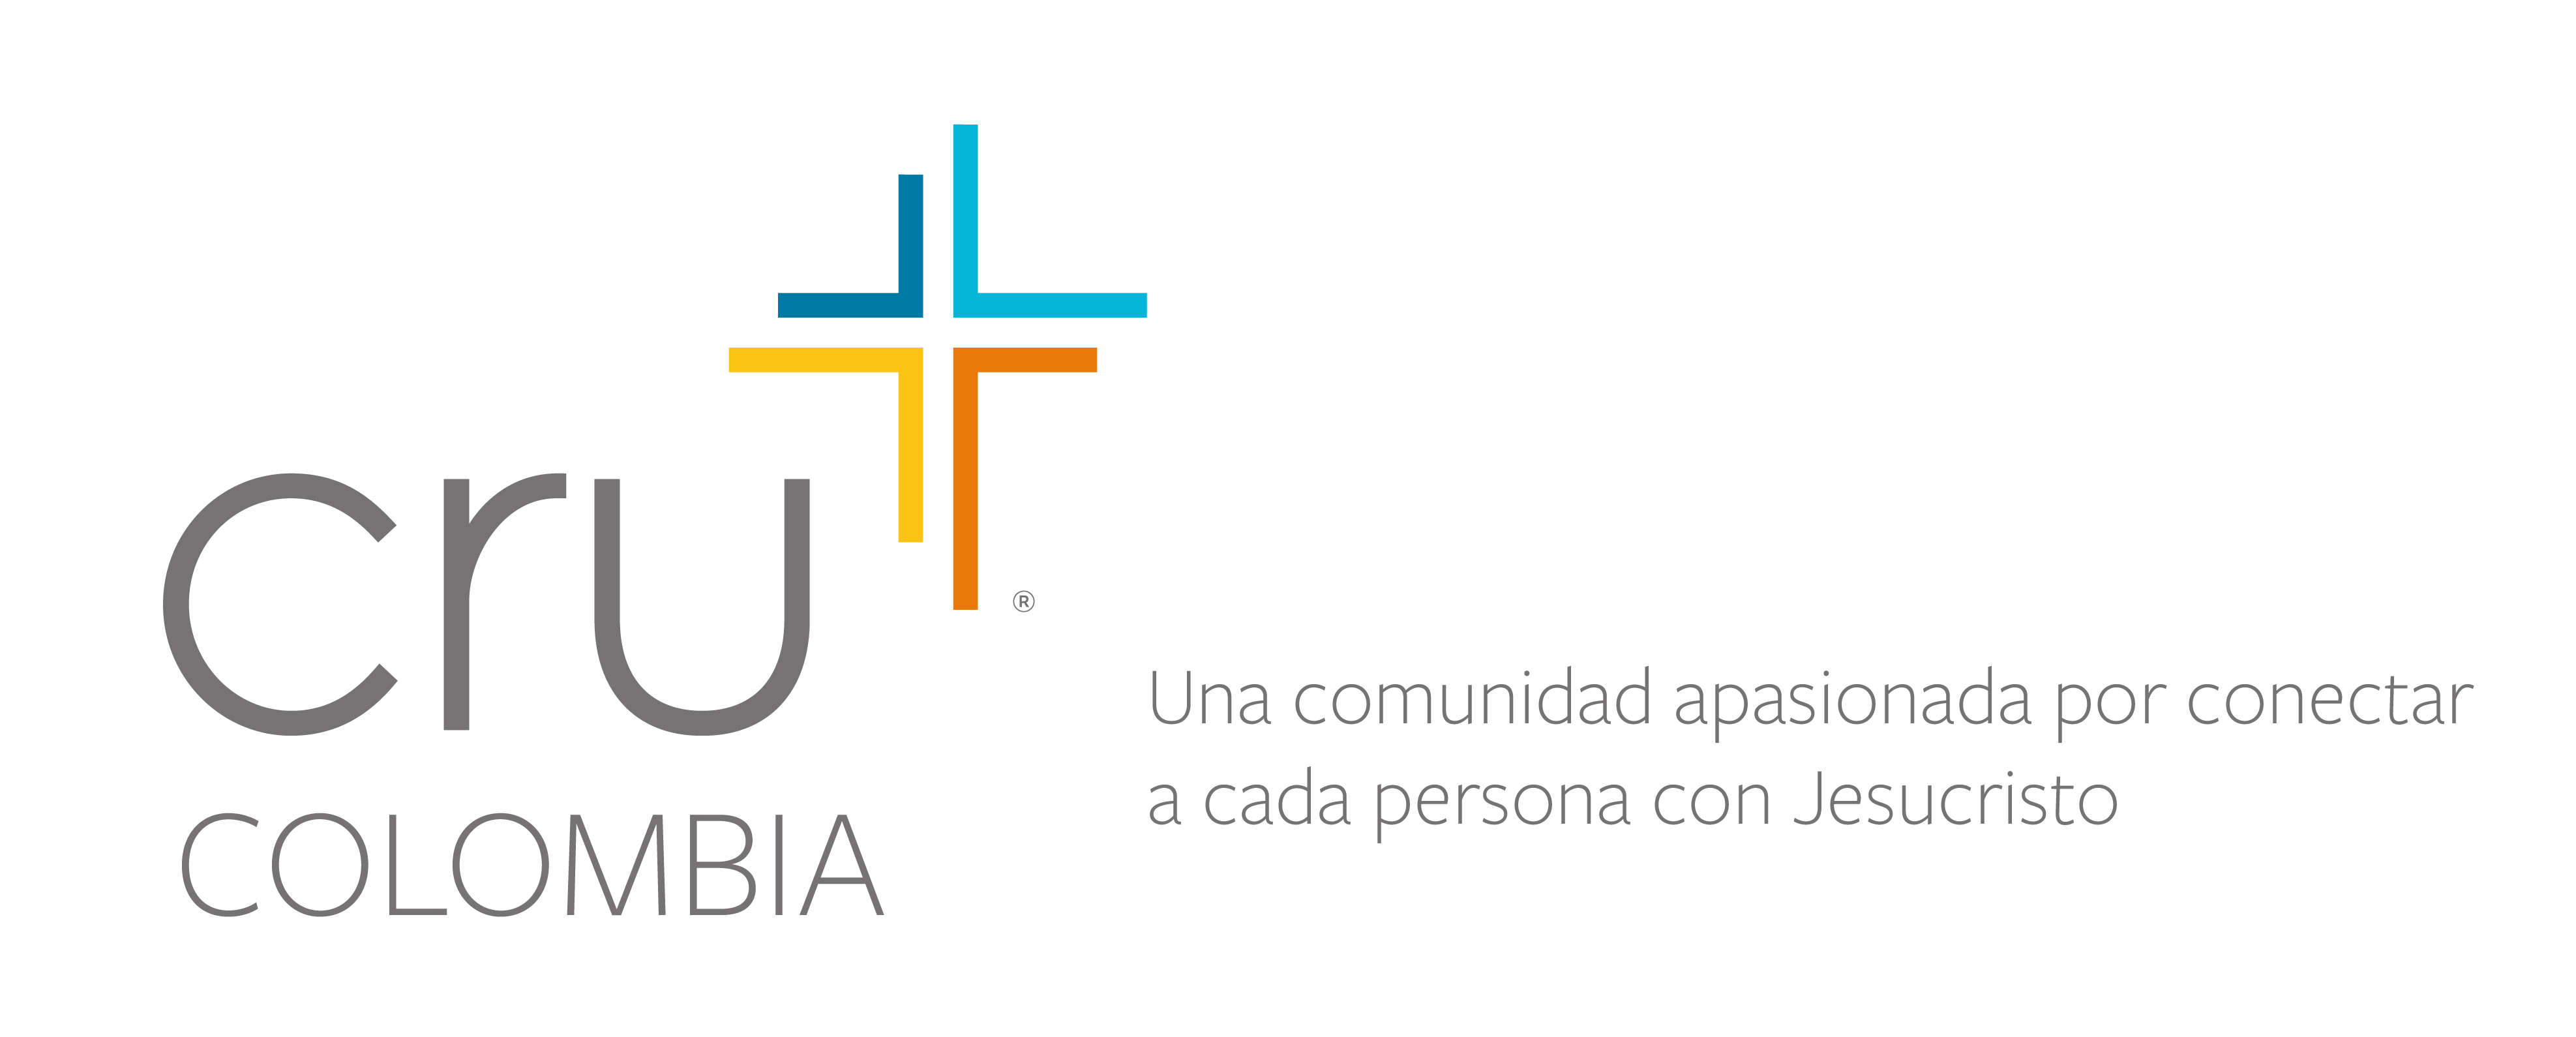 cru®
COLOMBIA
Una comunidad apasionada por conectar
a cada persona con Jesucristo